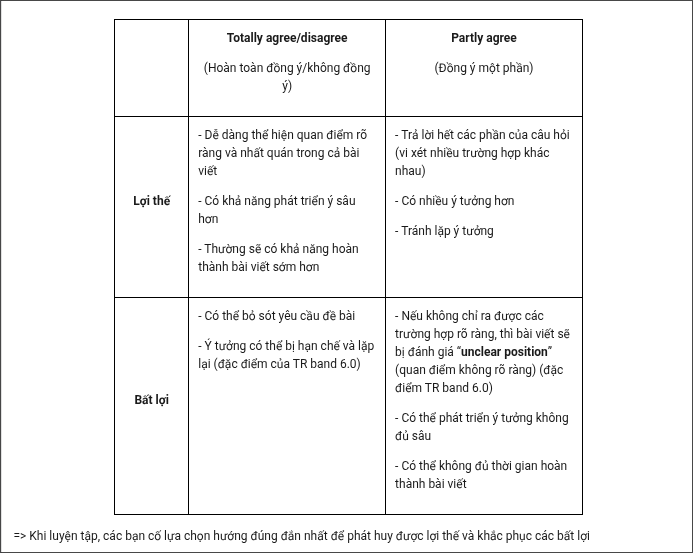 Totally agree/disagree
(Hoàn toàn đồng ý/không đồng
ý)
Partly agree
(Đồng ý một phần)
Lợi thế
- Dễ dàng thể hiện quan điểm rõ
ràng và nhất quán trong cả bài
viết
- Có khả năng phát triển ý sâu
hơn
- Thường sẽ có khả năng hoàn
thành bài viết sớm hơn
- Trả lời hết các phần của câu hỏi
(vì xét nhiều trường hợp khác
nhau)
- Có nhiều ý tưởng hơn
- Tránh lặp ý tưởng
Bất lợi
- Có thể bỏ sót yêu cầu đề bài
- Ý tưởng có thể bị hạn chế và lặp
lại (đặc điểm của TR band 6.0)
- Nếu không chỉ ra được các
trường hợp rõ ràng, thì bài viết sẽ
bị đánh giá “unclear position”
(quan điểm không rõ ràng) (đặc
điểm TR band 6.0)
- Có thể phát triển ý tưởng không
đủ sâu
- Có thể không đủ thời gian hoàn
thành bài viết
=> Khi luyện tập, các bạn cố lựa chọn hướng đúng đắn nhất để phát huy được lợi thế và khắc phục các bất lợi